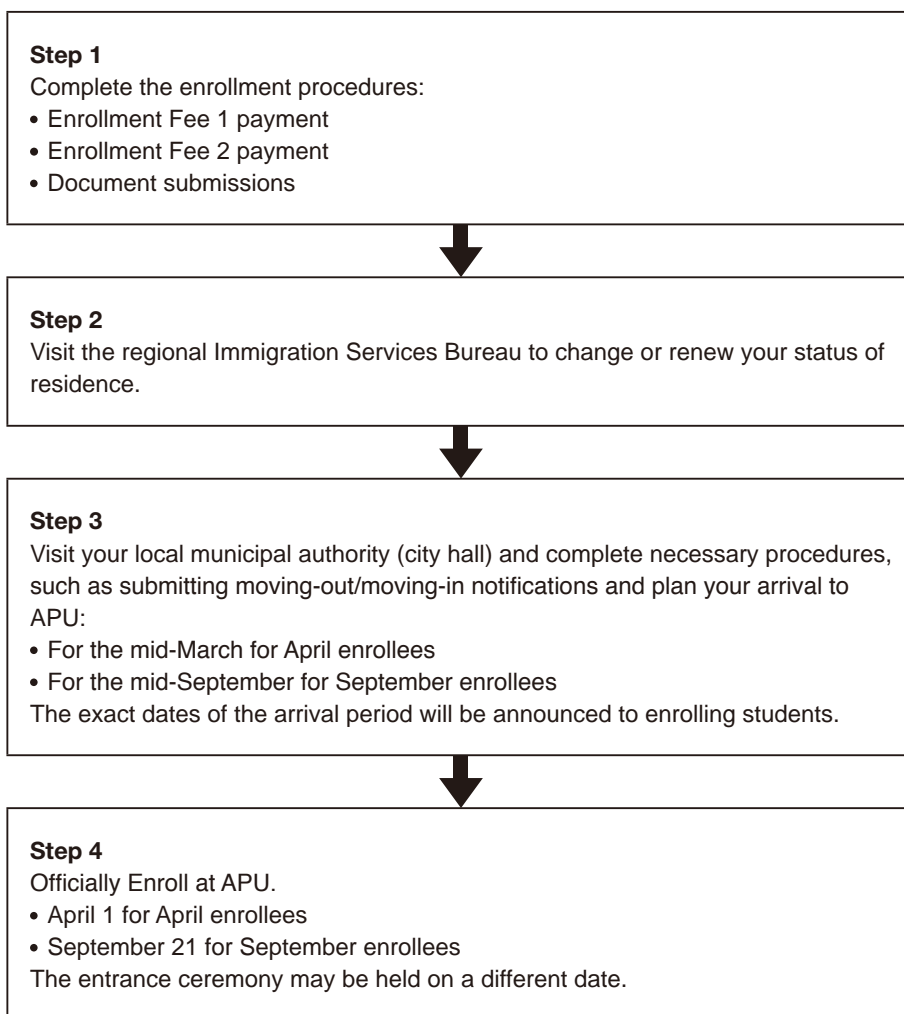 Step 1
Complete the enrollment procedures:
• Enrollment Fee 1 payment
• Enrollment Fee 2 payment
• Document submissions
Step 2
Visit the regional Immigration Services Bureau to change or renew your status of
residence.
Step 3
Visit your local municipal authority (city hall) and complete necessary procedures,
such as submitting moving-out/moving-in notifications and plan your arrival to
APU:
• For the mid-March for April enrollees
• For the mid-September for September enrollees
The exact dates of the arrival period will be announced to enrolling students.
Step 4
Officially Enroll at APU.
• April 1 for April enrollees
• September 21 for September enrollees
The entrance ceremony may be held on a different date.